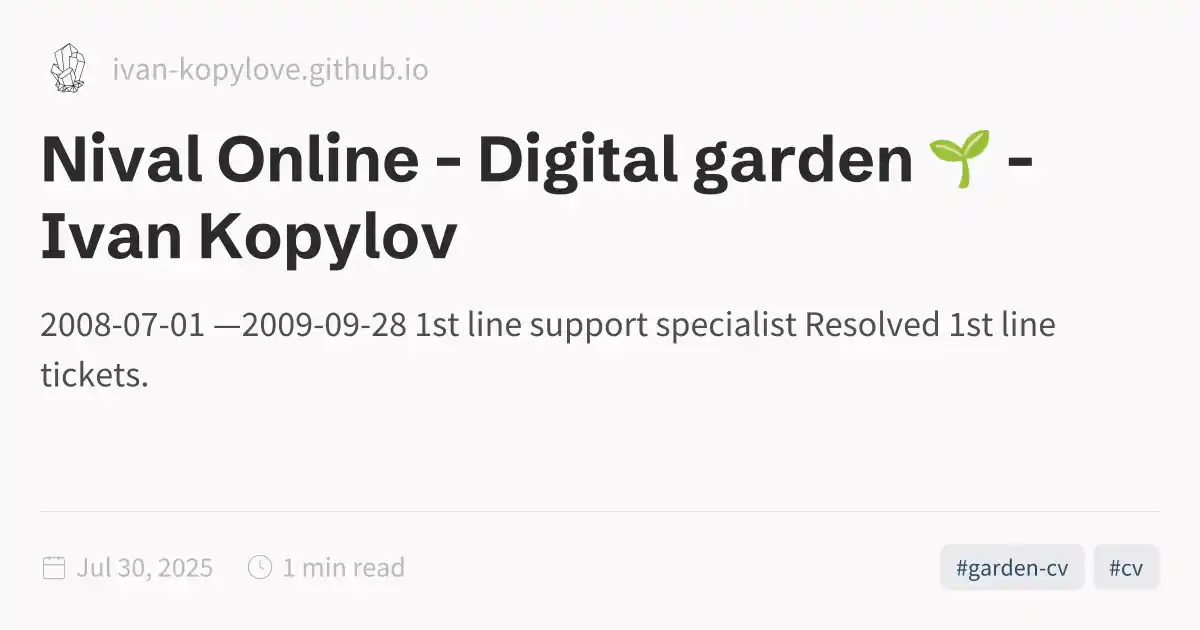 ivan-kopylove.github.io
Nival Online - Digital garden 🌱 -
Ivan Kopylov
2008-07-01 —2009-09-28 1st line support specialist Resolved 1st line
tickets.
Jul 30, 2025
1 min read
#garden-cv
#cv